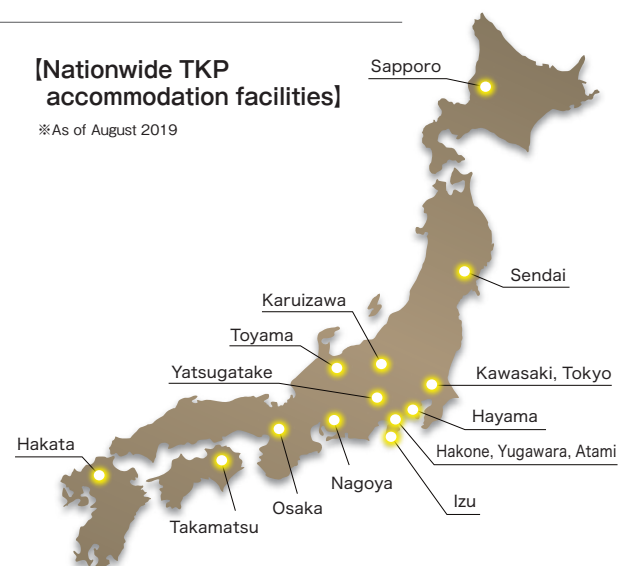 【Nationwide TKP
accommodation facilities】
※As of August 2019
Sapporo
Sendai
Karuizawa
Toyama
Yatsugatake
Kawasaki, Tokyo
Hayama
Hakone, Yugawara, Atami
Izu
Nagoya
Osaka
Takamatsu
Hakata